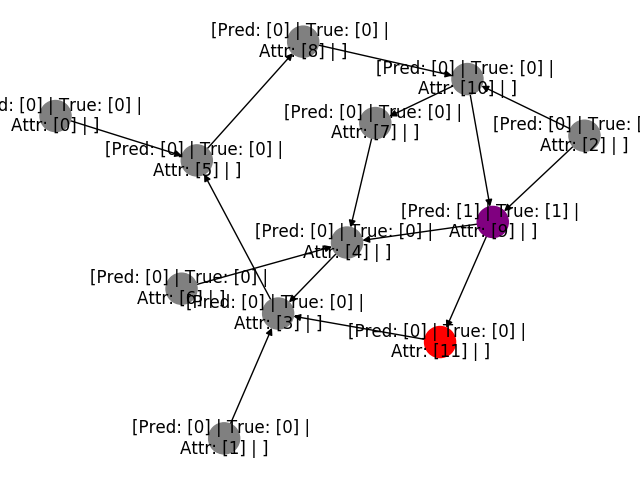 [Pred: [0] | True: [0] |
Attr: [8] | ]
[Pred: [0] | True: [0] |
Attr: [10] | ]
d: [0] | True: [0] |
Attr: [0] | ]
[Pred: [0] | True: [0] |
Attr: [7] | ]
[Pred: [0] | True: [
Attr: [2] | ]
[Pred: [0] | True: [0] |
Attr: [5] | ]
[Pred: [1] | True: [1] |
Attr: [9] | ]
[Pred: [0] | True: [0] |
Attr: [4] | ]
[Pred: [0] | True: [0] |
Attr: [6] | ]
[Pred: [0] | True: [0] |
Attr: [3] | ]
[Pred: [0] | True: [0] |
Attr: [11] | ]
[Pred: [0] | True: [0] |
Attr: [1] | ]